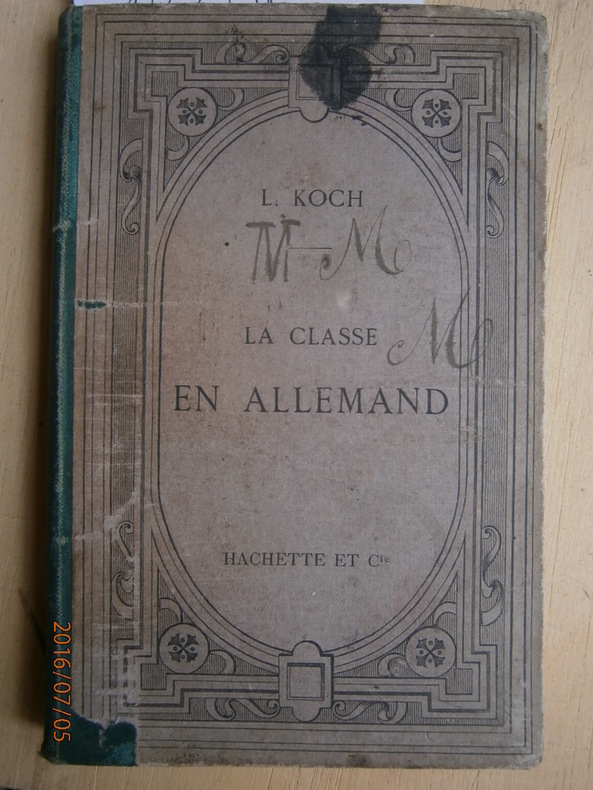 L. KOCH
M M
LA CLASSE
M
EN ALLEMAND
HACHETTE ET Cie
2016/07/05